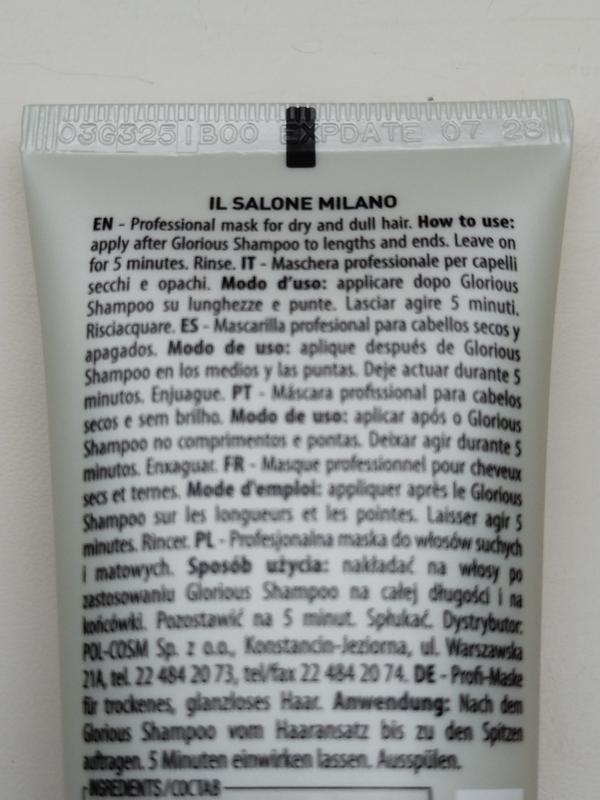 03G325 | B00 EXPDATE 07 28
IL SALONE MILANO
EN - Professional mask for dry and dull hair. How to use:
apply after Glorious Shampoo to lengths and ends. Leave on
for 5 minutes. Rinse. IT - Maschera professionale per capelli
secchi e opachi. Modo d'uso: applicare dopo Glorious
Shampoo su lunghezze e punte. Lasciar agire 5 minuti.
Risciacquare. ES - Mascarilla profesional para cabellos secos y
apagados. Modo de uso: aplique después de Glorious
Shampoo en los medios y las puntas. Deje actuar durante 5
minutos. Enjuague. PT - Máscara profissional para cabelos
secos e sem brilho. Modo de uso: aplicar após o Glorious
Shampoo no comprimentos e pontas. Deixar agir durante 5
minutos. Enxaguar. FR - Masque professionnel pour cheveux
secs et ternes. Mode d'emploi: appliquer après le Glorious
Shampoo sur les longueurs et les pointes. Laisser agir 5
minutes. Rincer. PL - Profesjonalna maska do włosów suchych
i matowych. Sposób użycia: nakładać na włosy po
zastosowaniu Glorious Shampoo na całej długości i na
końcówki. Pozostawić na 5 minut. Spłukać. Dystrybutor:
POL-COSM Sp. z o.o., Konstancin-Jeziorna, ul. Warszawska
21A, tel. 22 484 20 73, tel/fax 22 484 20 74. DE - Profi-Maske
für trockenes, glanzloses Haar. Anwendung: Nach dem
Glorious Shampoo vom Haaransatz bis zu den Spitzen
auftragen. 5 Minuten einwirken lassen. Ausspülen.
INGREDIENTS/СОСТАВ